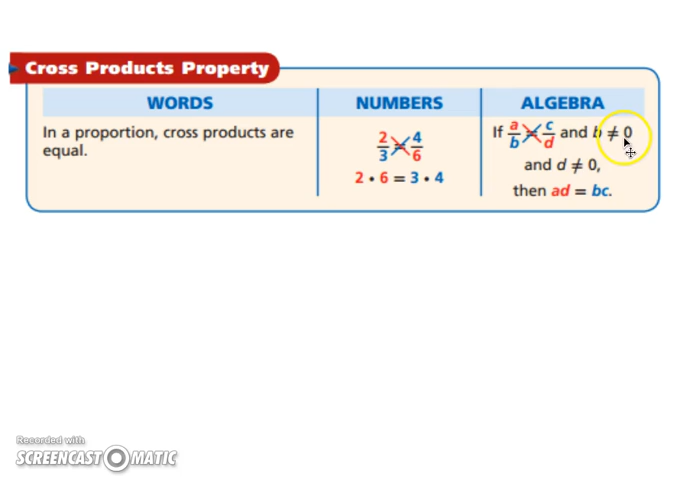 Cross Products Property
WORDS
In a proportion, cross products are
equal.
NUMBERS
2/3 = 4/6
2 • 6 = 3 • 4
ALGEBRA
If a/b = c/d and b ≠ 0
and d ≠ 0,
then ad = bc.
Recorded with
SCREENCAST-O-MATIC